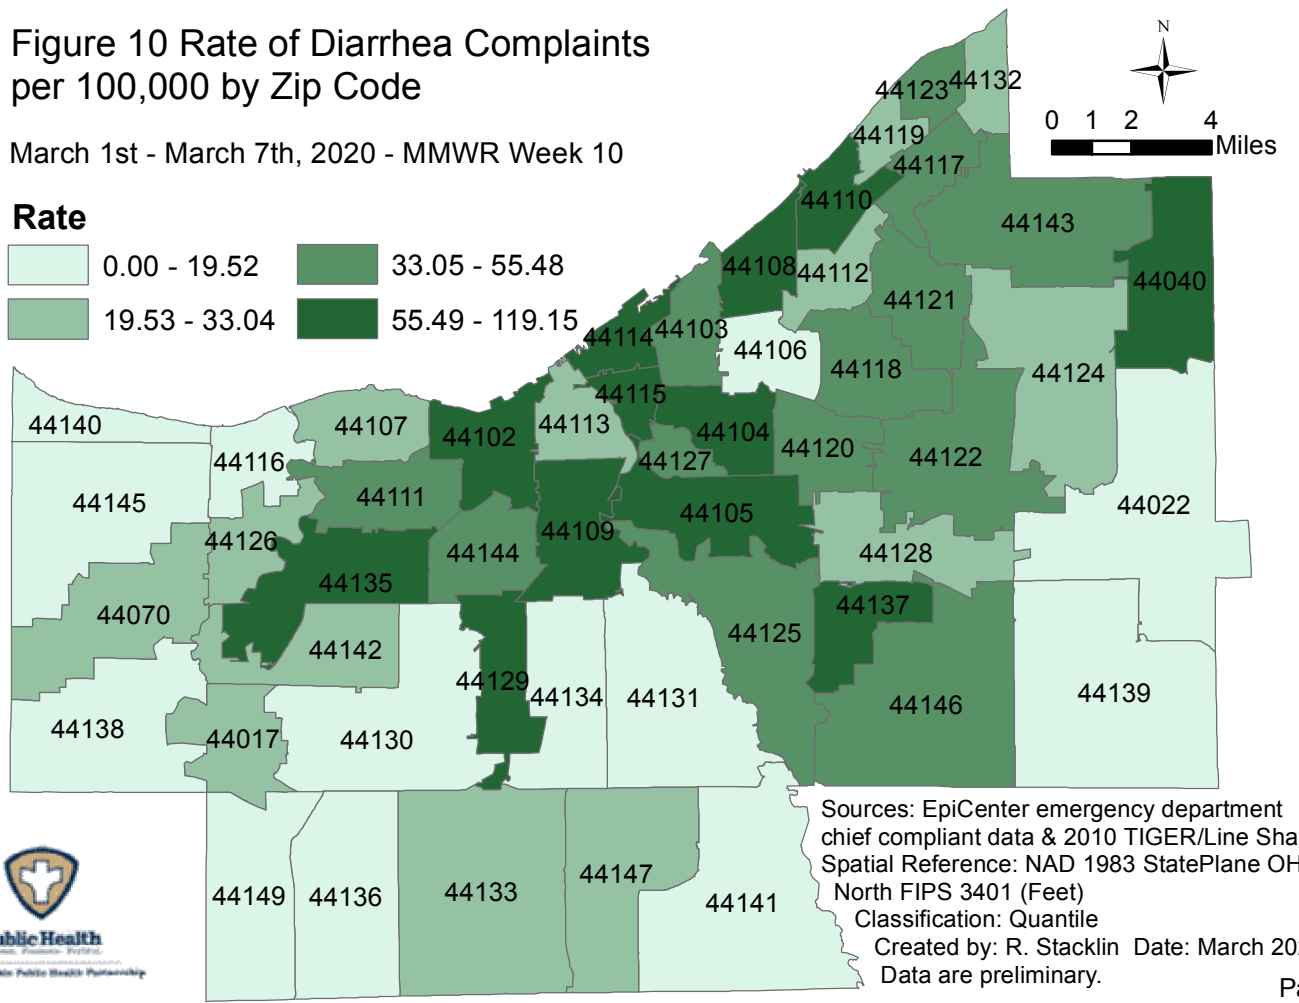 Figure 10 Rate of Diarrhea Complaints
per 100,000 by Zip Code
March 1st - March 7th, 2020 - MMWR Week 10
Rate
0.00 - 19.52
33.05 - 55.48
19.53 - 33.04
55.49 - 119.15
N
0 1 2 4
Miles
44123
44132
44119
44117
44110
44143
44108
44112
44040
44121
44114
44103
44106
44118
44124
44115
44140
44107
44102
44113
44104
44116
44127
44120
44122
44145
44111
44022
44105
44109
44126
44144
44128
44135
44137
44070
44125
44142
44129
44134
44131
44139
44146
44138
44017
44130
44149
44136
44133
44147
44141
Sources: EpiCenter emergency department
chief compliant data & 2010 TIGER/Line Sha
Spatial Reference: NAD 1983 StatePlane OH
North FIPS 3401 (Feet)
Classification: Quantile
Created by: R. Stacklin Date: March 202
Data are preliminary.
Pa
ublic Health
Public Health Partnership